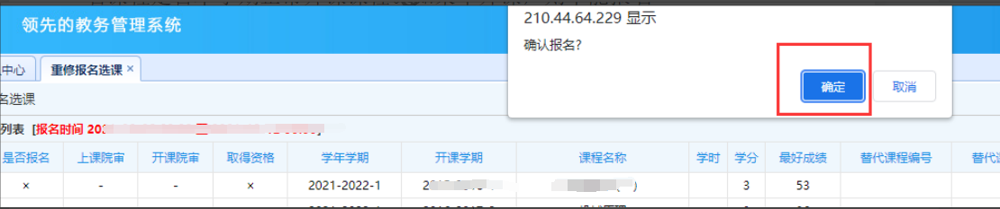 210.44.64.229 显示
领先的教务管理系统
确认报名?
中心 重修报名选课 ×
确定 取消
名选课
列表 [报名时间 20
是否报名 上课院审 开课院审 取得资格 学年学期 开课学期 课程名称 学时 学分 最好成绩 替代课程编号 替代
× - - × 2021-2022-1 3 53